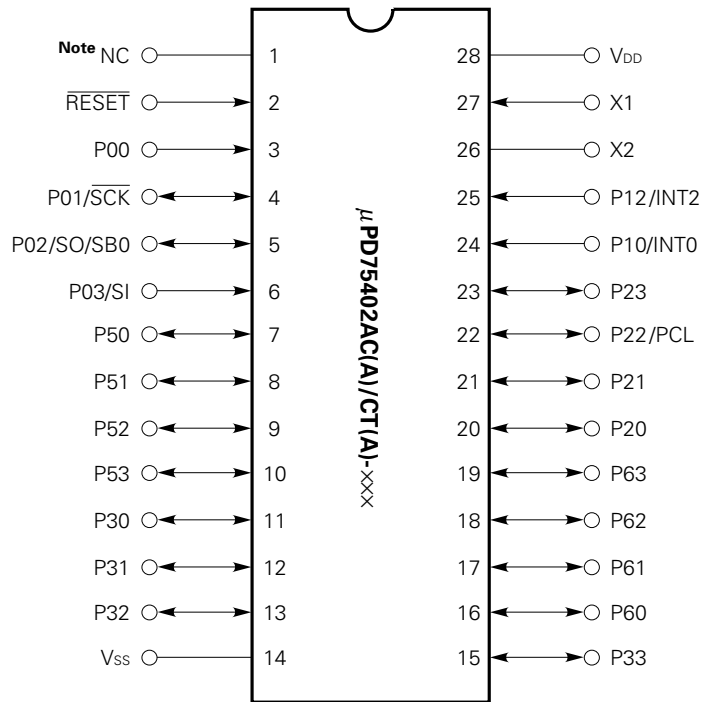 Note NC 1 28 VDD
R̅E̅S̅E̅T̅ 2 27 X1
P00 3 26 X2
P01/S̅C̅K̅ 4 25 P12/INT2
P02/SO/SB0 5 24 P10/INT0
P03/SI 6 23 P23
P50 7 22 P22/PCL
P51 8 21 P21
P52 9 20 P20
P53 10 19 P63
P30 11 18 P62
P31 12 17 P61
P32 13 16 P60
VSS 14 15 P33
μPD75402AC(A)/CT(A)-×××